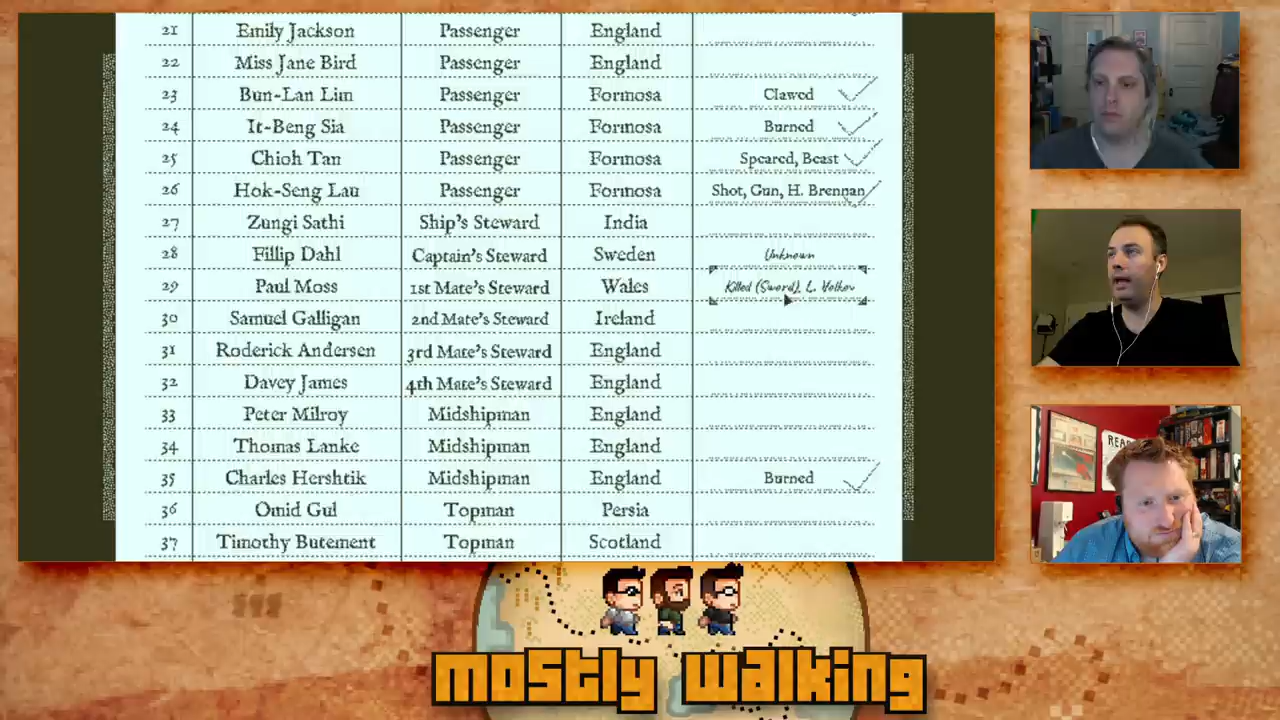 21 Emily Jackson Passenger England
22 Miss Jane Bird Passenger England
23 Bun-Lan Lim Passenger Formosa Clawed
24 It-Beng Sia Passenger Formosa Burned
25 Chioh Tan Passenger Formosa Speared, Beast
26 Hok-Seng Lau Passenger Formosa Shot, Gun, H. Brennan
27 Zungi Sathi Ship's Steward India
28 Fillip Dahl Captain's Steward Sweden Unknown
29 Paul Moss 1st Mate's Steward Wales Killed (Sword), L. Volkov
30 Samuel Galligan 2nd Mate's Steward Ireland
31 Roderick Andersen 3rd Mate's Steward England
32 Davey James 4th Mate's Steward England
33 Peter Milroy Midshipman England
34 Thomas Lanke Midshipman England
35 Charles Hershtik Midshipman England Burned
36 Omid Gul Topman Persia
37 Timothy Butement Topman Scotland
mostly walking